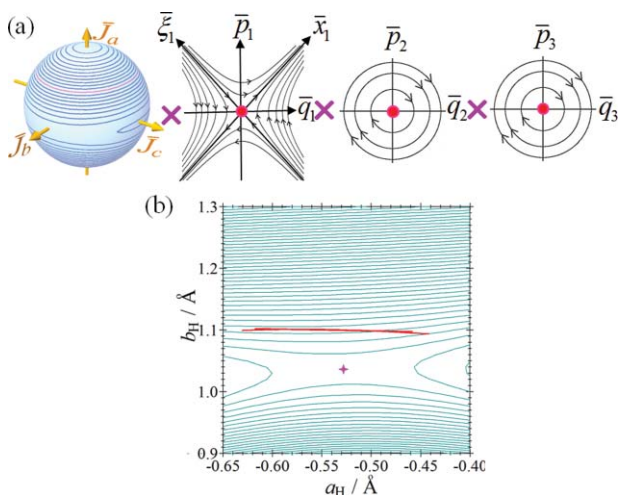 (a)
J̄a
J̄b
J̄c
×
ξ̄1
p̄1
x̄1
q̄1
×
p̄2
q̄2
×
p̄3
q̄3
(b)
1.3
1.2
1.1
1.0
0.9
bH / Å
-0.65 -0.60 -0.55 -0.50 -0.45 -0.40
aH / Å